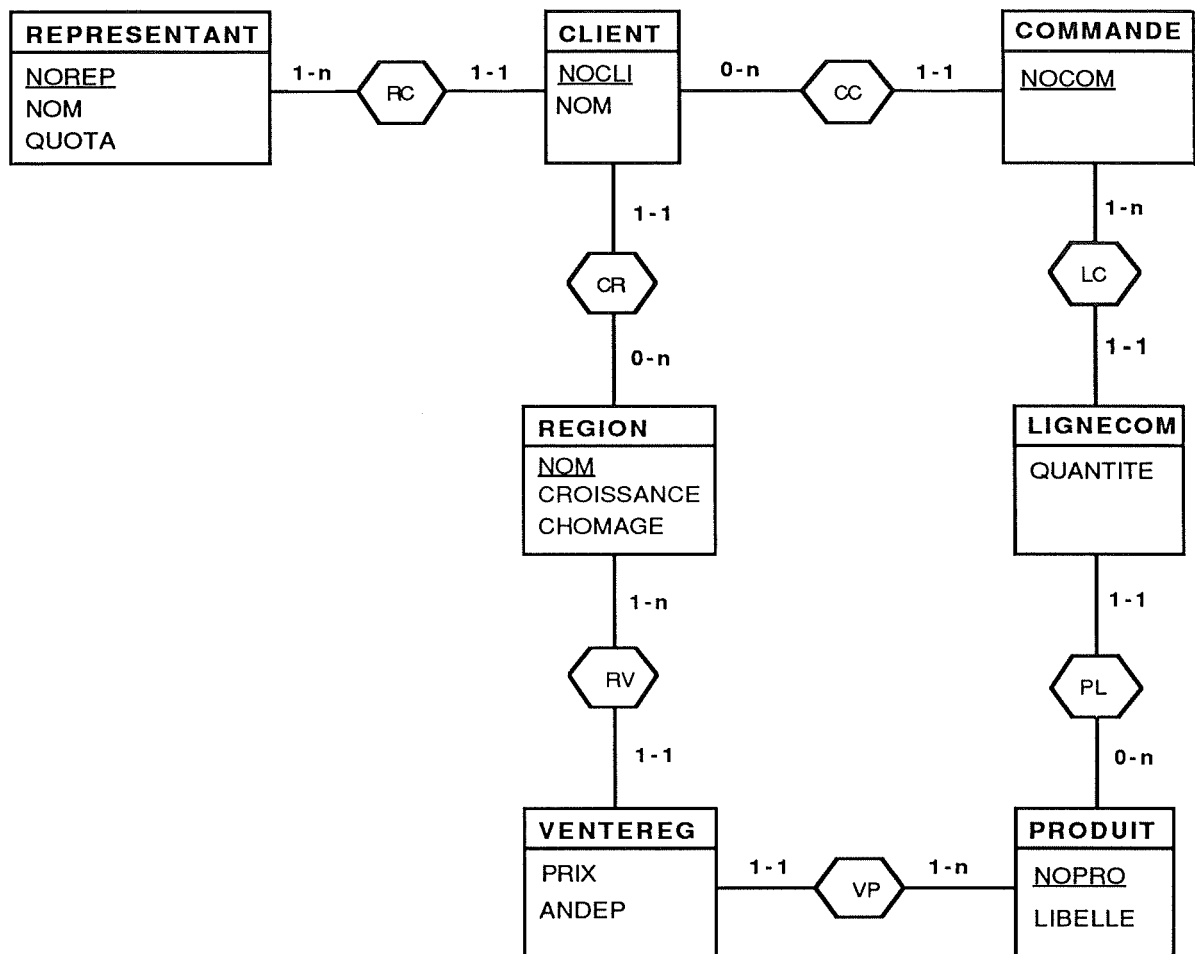 REPRESENTANT
NOREP
NOM
QUOTA
1-n
RC
1-1
CLIENT
NOCLI
NOM
0-n
CC
1-1
COMMANDE
NOCOM
1-1
CR
0-n
1-n
LC
1-1
REGION
NOM
CROISSANCE
CHOMAGE
LIGNECOM
QUANTITE
1-n
RV
1-1
1-1
PL
0-n
VENTEREG
PRIX
ANDEP
1-1
VP
1-n
PRODUIT
NOPRO
LIBELLE